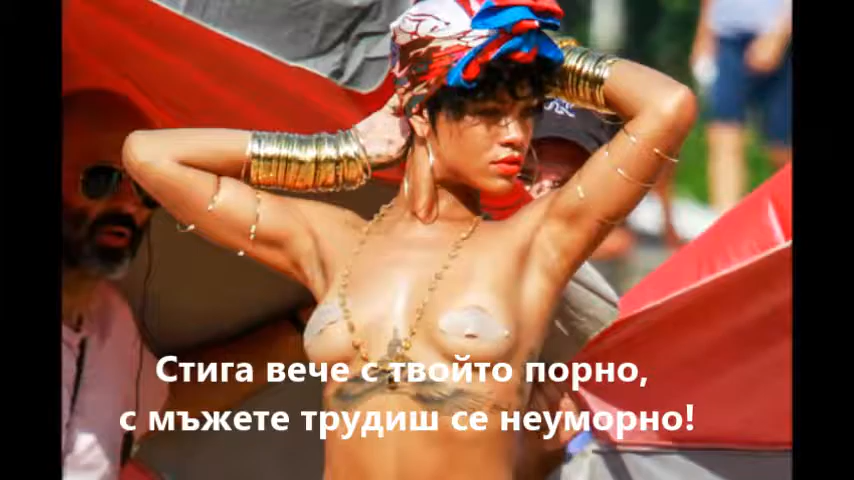 Стига вече с твойто порно,
с мъжете трудиш се неуморно!